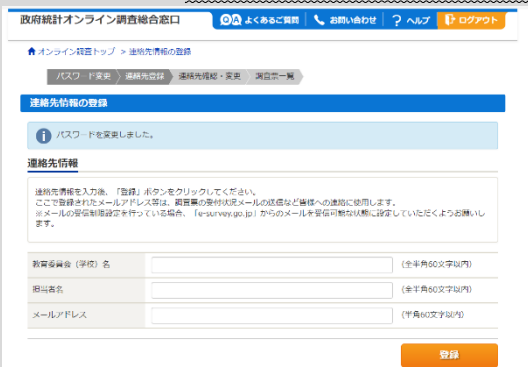 政府統計オンライン調査総合窓口
Q&A よくあるご質問 お問い合わせ ? ヘルプ ログアウト
オンライン調査トップ > 連絡先情報の登録
パスワード変更 連絡先登録 連絡先確認・変更 調査票一覧
連絡先情報の登録
パスワードを変更しました。
連絡先情報
連絡先情報を入力後、「登録」ボタンをクリックしてください。
ここで登録されたメールアドレス等は、調査票の受付状況メールの送信など皆様への連絡に使用します。
※メールの受信制限設定を行っている場合、「e-survey.go.jp」からのメールを受信可能な状態に設定していただくようお願いし
ます。
教育委員会（学校）名 （全半角60文字以内）
担当者名 （全半角60文字以内）
メールアドレス （半角60文字以内）
登録